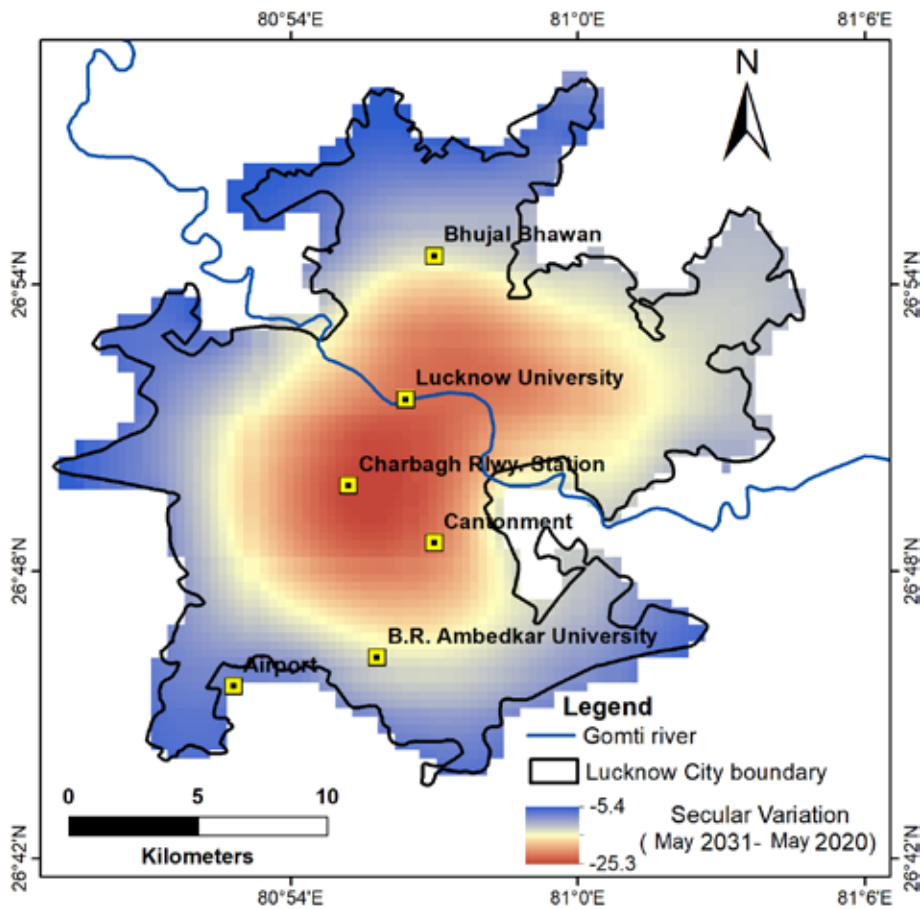 80°54'E 81°0'E 81°6'E
N
Bhujal Bhawan
26°54'N 26°54'N
Lucknow University
Charbagh Rlwy. Station
Cantonment
26°48'N 26°48'N
B.R. Ambedkar University
Airport
Legend
Gomti river
Lucknow City boundary
0 5 10
Kilometers
-5.4
Secular Variation
( May 2031- May 2020)
-25.3
26°42'N 26°42'N
80°54'E 81°0'E 81°6'E